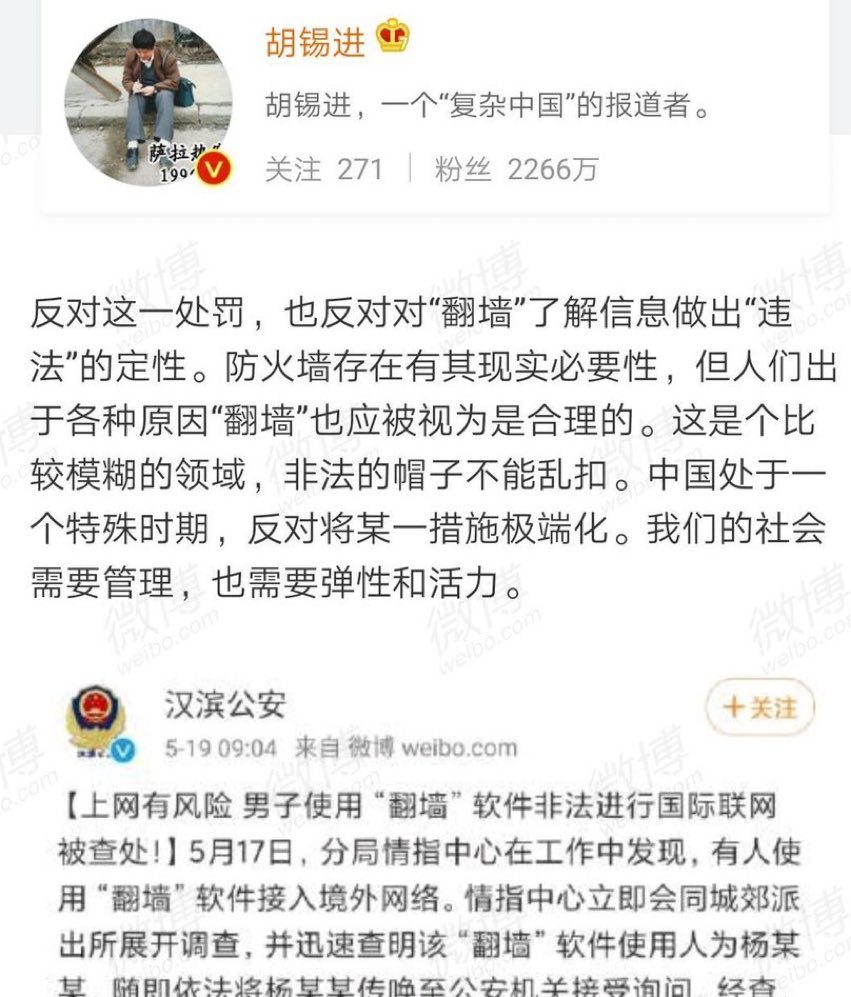 胡锡进
胡锡进，一个“复杂中国”的报道者。
萨拉热
199
关注 271 | 粉丝 2266万
反对这一处罚，也反对对“翻墙”了解信息做出“违
法”的定性。防火墙存在有其现实必要性，但人们出
于各种原因“翻墙”也应被视为是合理的。这是个比
较模糊的领域，非法的帽子不能乱扣。中国处于一
个特殊时期，反对将某一措施极端化。我们的社会
需要管理，也需要弹性和活力。
汉滨公安
+关注
5-19 09:04 来自 微博 weibo.com
【上网有风险 男子使用“翻墙”软件非法进行国际联网
被查处!】5月17日，分局情指中心在工作中发现，有人使
用“翻墙”软件接入境外网络。情指中心立即会同城郊派
出所展开调查，并迅速查明该“翻墙”软件使用人为杨某
某，随即依法将杨某某传唤至公安机关接受询问。经查
微博
weibo.com